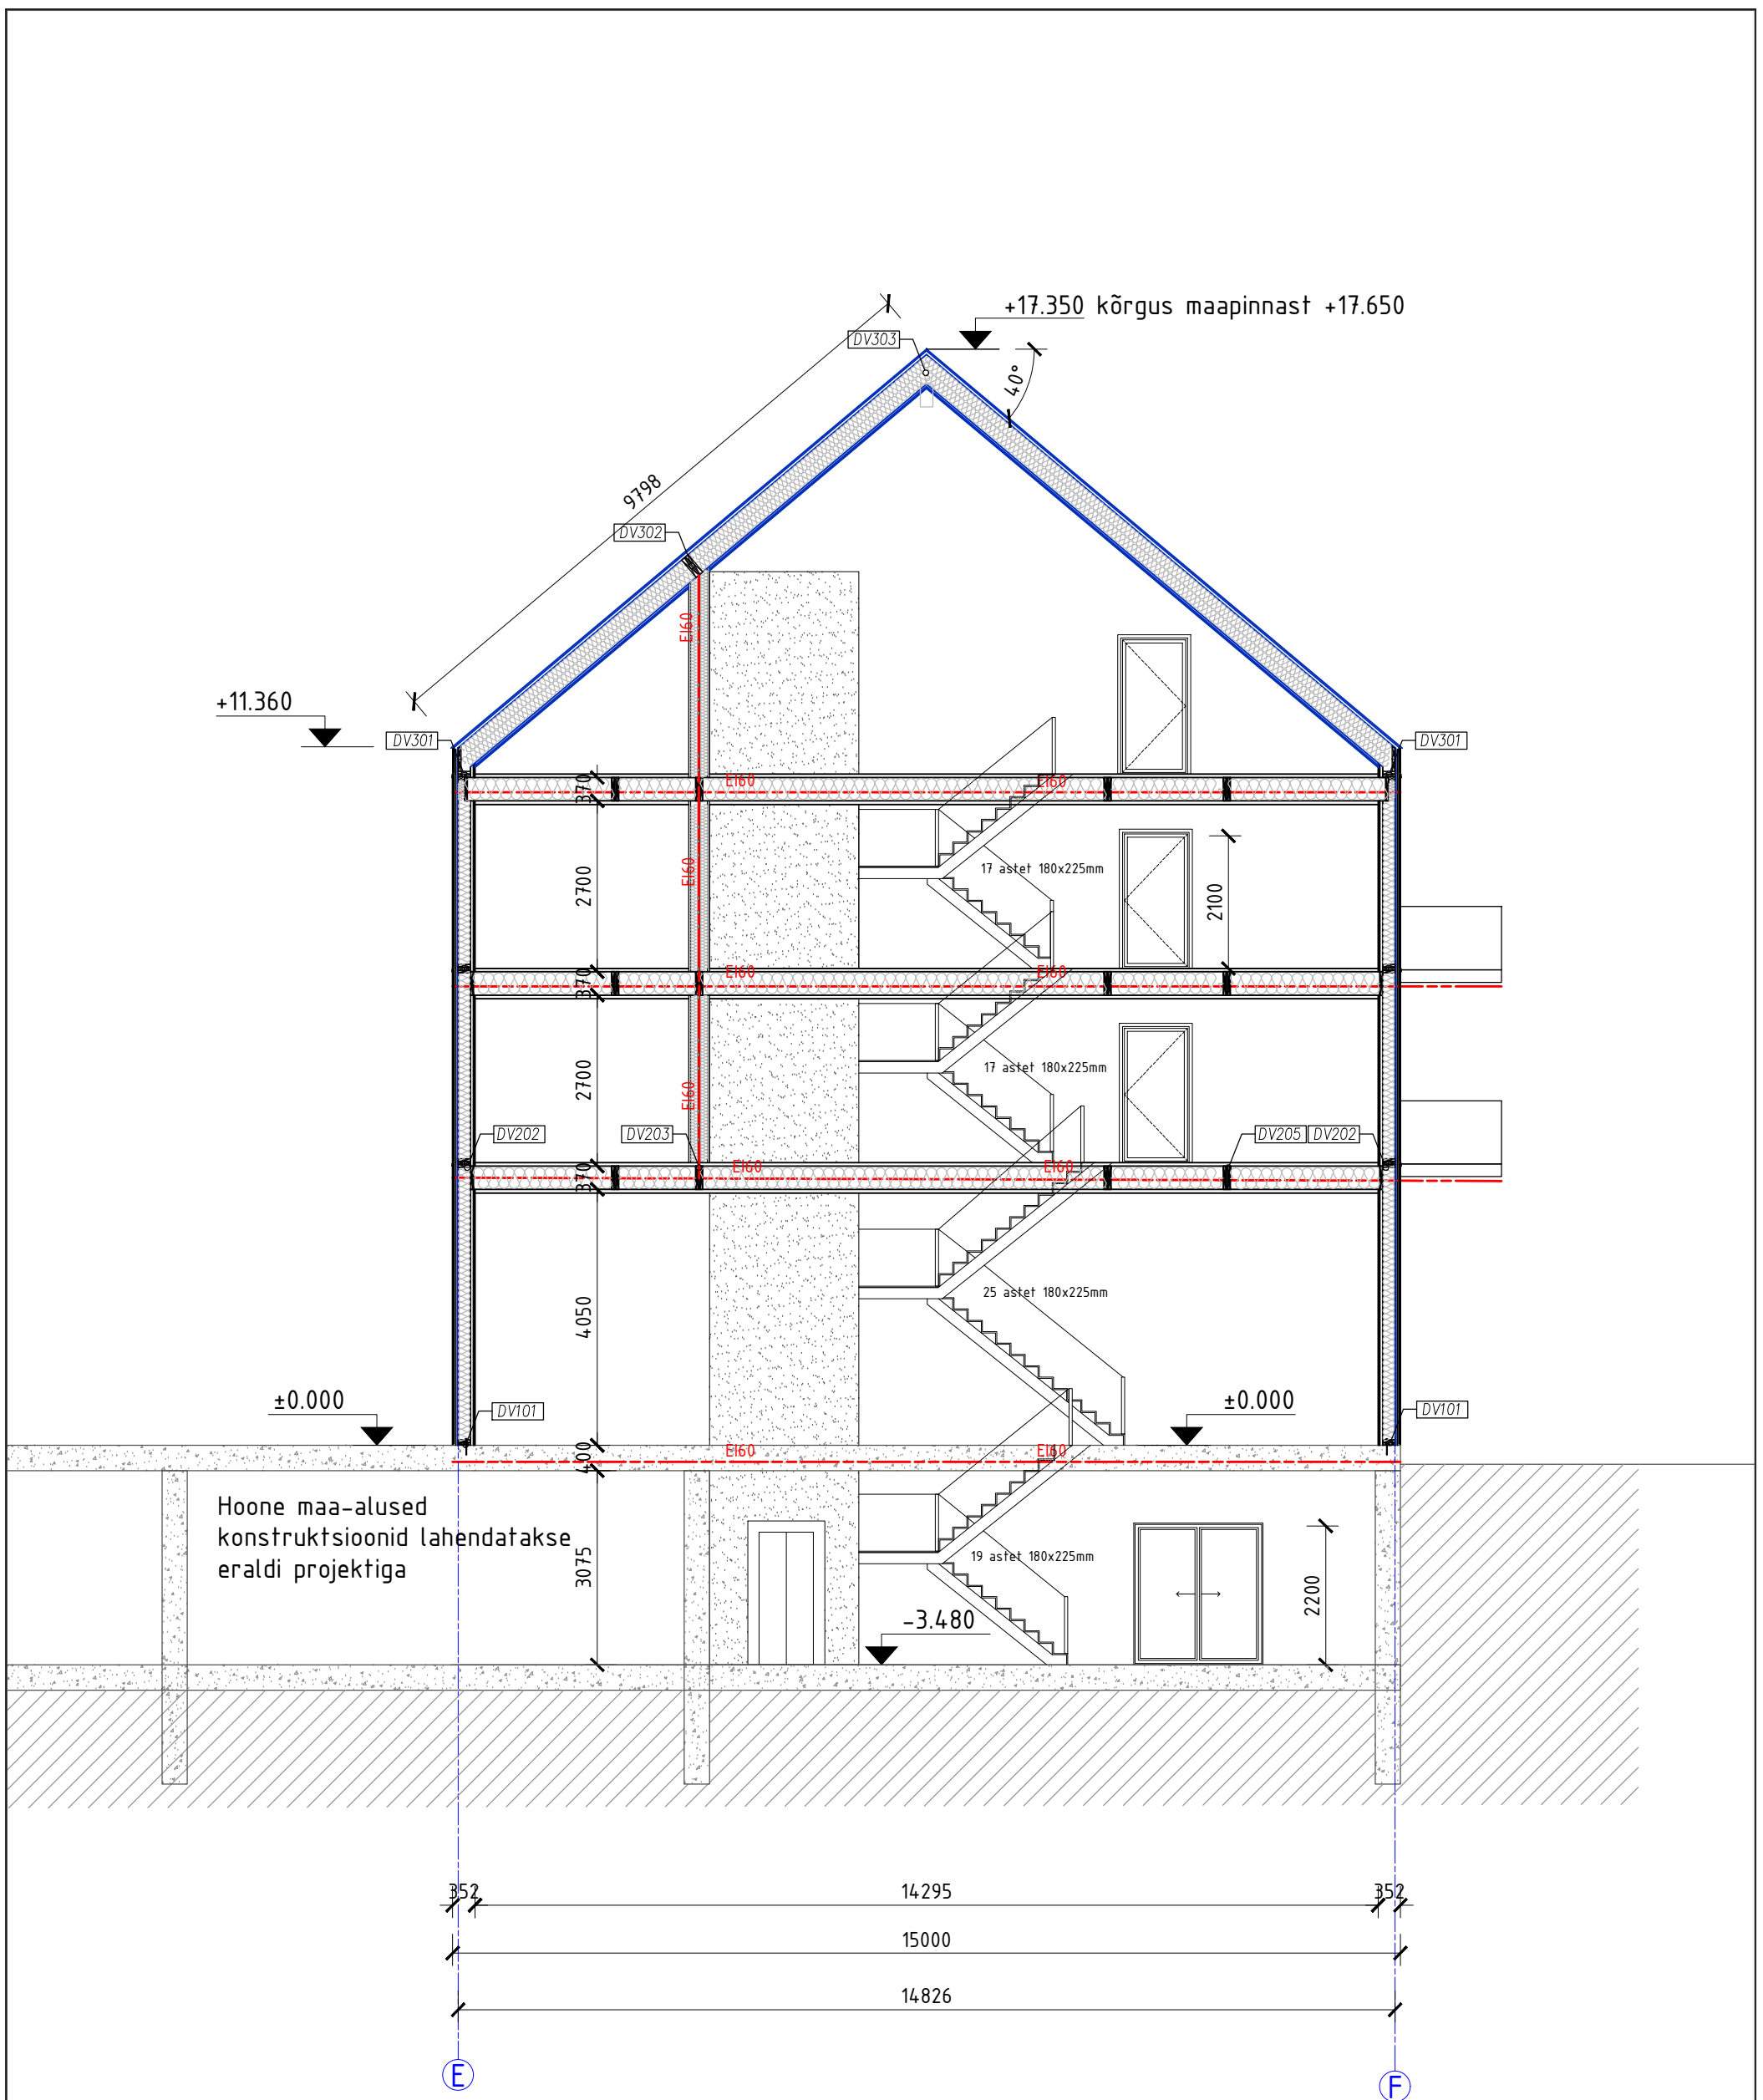 +17.350 kõrgus maapinnast +17.650
DV303
40°
9798
DV302
EI60
+11.360
DV301
DV301
370
EI60
EI60
2700
EI60
17 astet 180x225mm
2100
370
EI60
EI60
2700
EI60
17 astet 180x225mm
DV202
DV203
DV205
DV202
370
EI60
EI60
4050
25 astet 180x225mm
±0.000
±0.000
DV101
DV101
400
EI60
EI60
Hoone maa-alused
konstruktsioonid lahendatakse
eraldi projektiga
3075
19 astet 180x225mm
2200
-3.480
352
14295
352
15000
14826
E
F